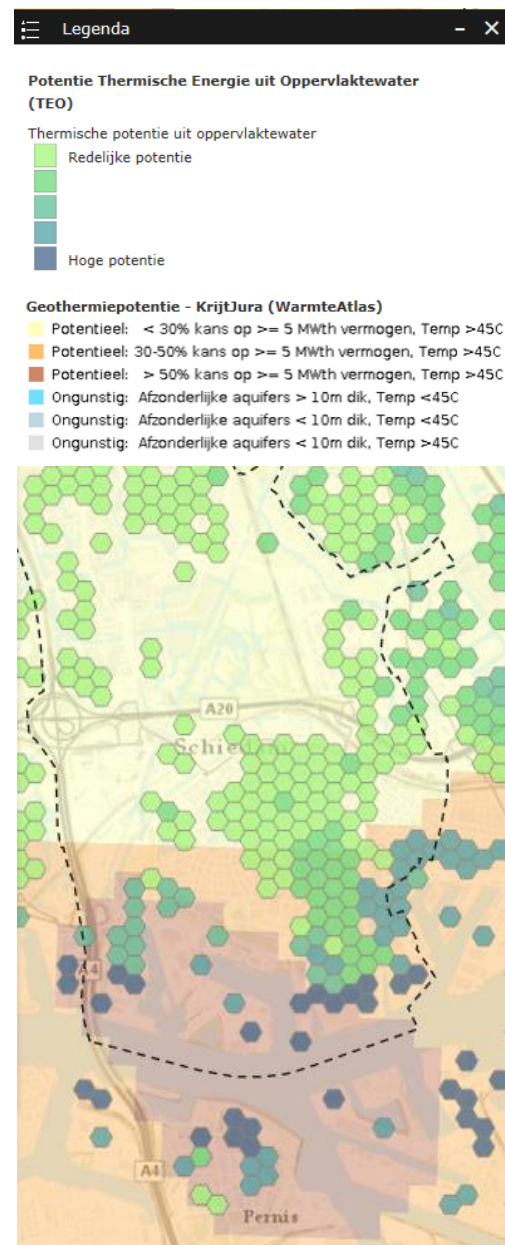 Legenda
Potentie Thermische Energie uit Oppervlaktewater
(TEO)
Thermische potentie uit oppervlaktewater
Redelijke potentie
Hoge potentie
Geothermiepotentie - KrijtJura (WarmteAtlas)
Potentieel: < 30% kans op >= 5 MWth vermogen, Temp >45C
Potentieel: 30-50% kans op >= 5 MWth vermogen, Temp >45C
Potentieel: > 50% kans op >= 5 MWth vermogen, Temp >45C
Ongunstig: Afzonderlijke aquifers > 10m dik, Temp <45C
Ongunstig: Afzonderlijke aquifers < 10m dik, Temp <45C
Ongunstig: Afzonderlijke aquifers < 10m dik, Temp >45C
A20
Schiedam
A4
A4
Pernis